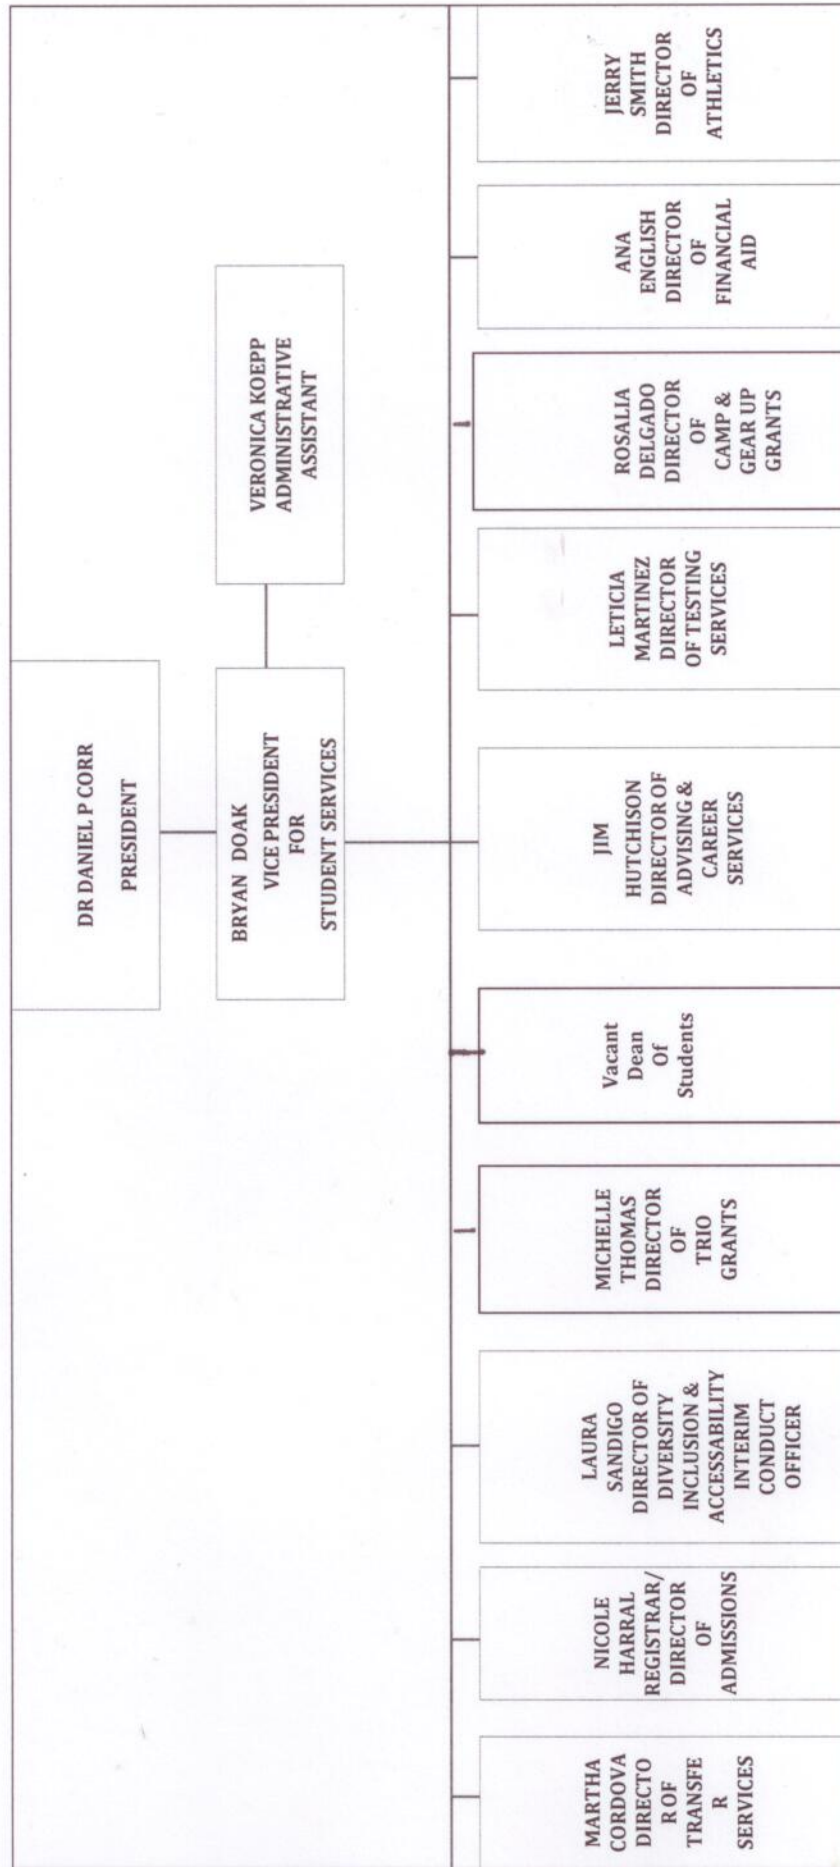 DR DANIEL P CORR
PRESIDENT
BRYAN DOAK
VICE PRESIDENT
FOR
STUDENT SERVICES
VERONICA KOEPP
ADMINISTRATIVE
ASSISTANT
MARTHA
CORDOVA
DIRECTO
R OF
TRANSFE
R
SERVICES
NICOLE
HARRAL
REGISTRAR/
DIRECTOR
OF
ADMISSIONS
LAURA
SANDIGO
DIRECTOR OF
DIVERSITY
INCLUSION &
ACCESSABILITY
INTERIM
CONDUCT
OFFICER
MICHELLE
THOMAS
DIRECTOR
OF
TRIO
GRANTS
Vacant
Dean
Of
Students
JIM
HUTCHISON
DIRECTOR OF
ADVISING &
CAREER
SERVICES
LETICIA
MARTINEZ
DIRECTOR
OF TESTING
SERVICES
ROSALIA
DELGADO
DIRECTOR
OF
CAMP &
GEAR UP
GRANTS
ANA
ENGLISH
DIRECTOR
OF
FINANCIAL
AID
JERRY
SMITH
DIRECTOR
OF
ATHLETICS